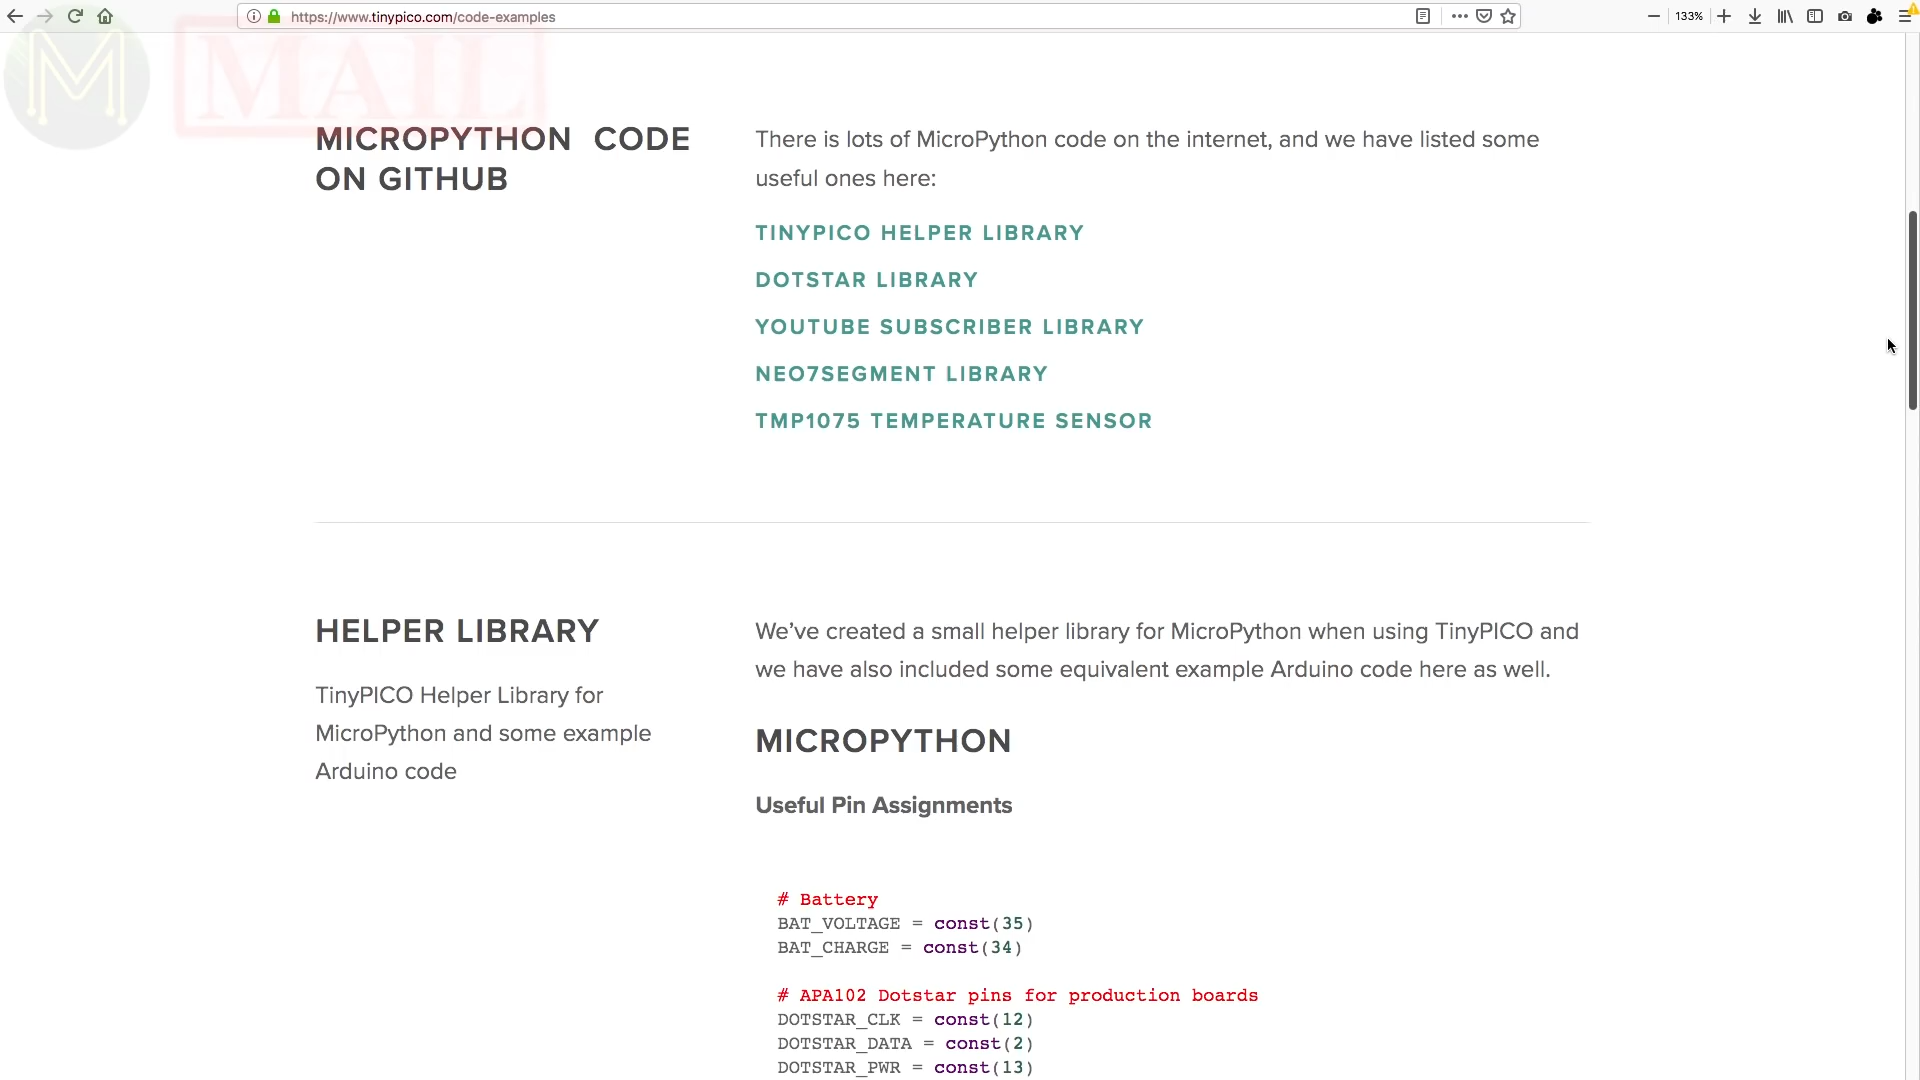 https://www.tinypico.com/code-examples
133%
M
MAIL
MICROPYTHON CODE
ON GITHUB
There is lots of MicroPython code on the internet, and we have listed some
useful ones here:
TINYPICO HELPER LIBRARY
DOTSTAR LIBRARY
YOUTUBE SUBSCRIBER LIBRARY
NEO7SEGMENT LIBRARY
TMP1075 TEMPERATURE SENSOR
HELPER LIBRARY
TinyPICO Helper Library for
MicroPython and some example
Arduino code
We’ve created a small helper library for MicroPython when using TinyPICO and
we have also included some equivalent example Arduino code here as well.
MICROPYTHON
Useful Pin Assignments
# Battery
BAT_VOLTAGE = const(35)
BAT_CHARGE = const(34)
# APA102 Dotstar pins for production boards
DOTSTAR_CLK = const(12)
DOTSTAR_DATA = const(2)
DOTSTAR_PWR = const(13)